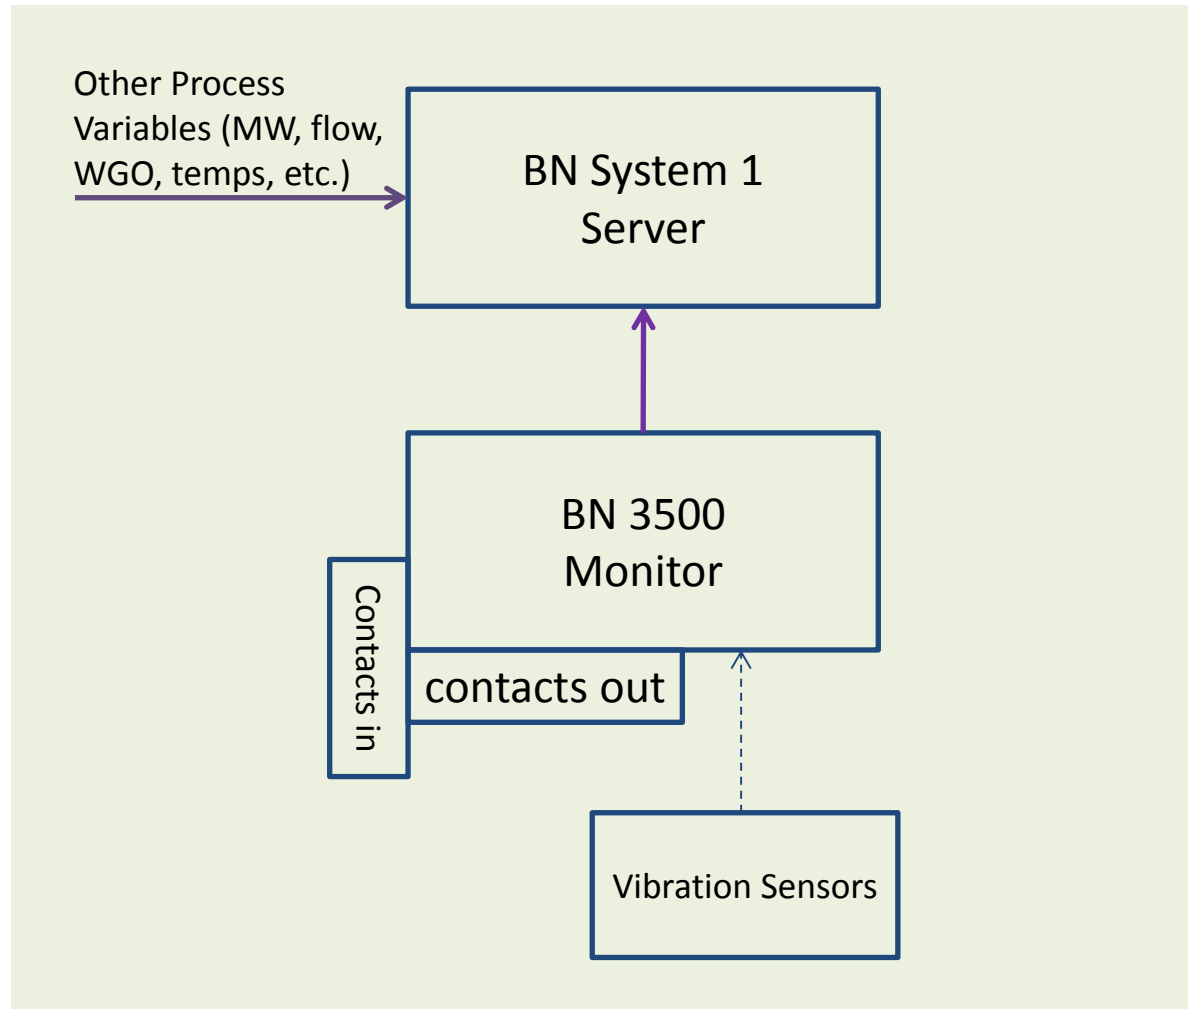 Other Process
Variables (MW, flow,
WGO, temps, etc.)
BN System 1
Server
BN 3500
Monitor
Contacts in
contacts out
Vibration Sensors